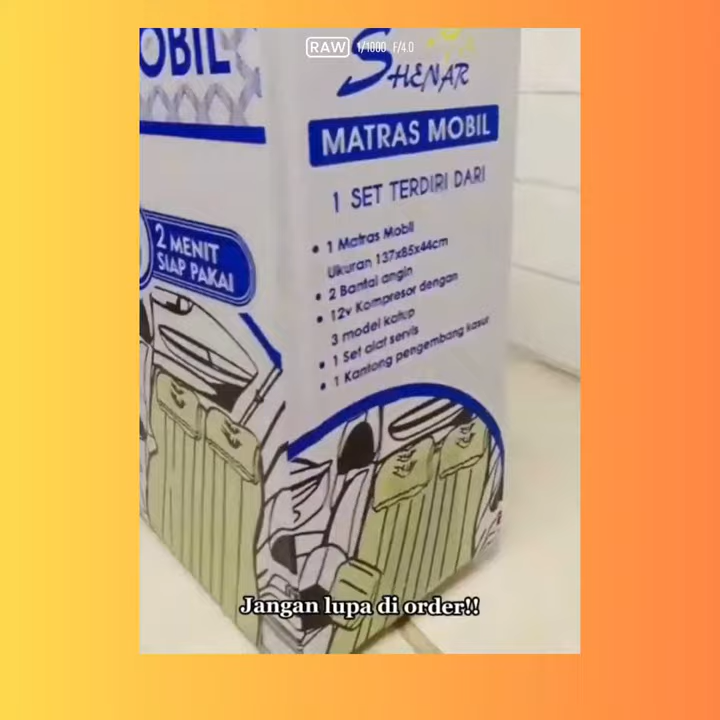 RAW 1/1000 F/4.0
OBIL
SHENAR
MATRAS MOBIL
1 SET TERDIRI DARI
• 1 Matras Mobil
Ukuran 137x85x44cm
• 2 Bantal angin
• 12v Kompresor dengan
3 model katup
• 1 Set alat servis
• 1 Kantong pengembang kasur
2 MENIT
SIAP PAKAI
Jangan lupa di order!!